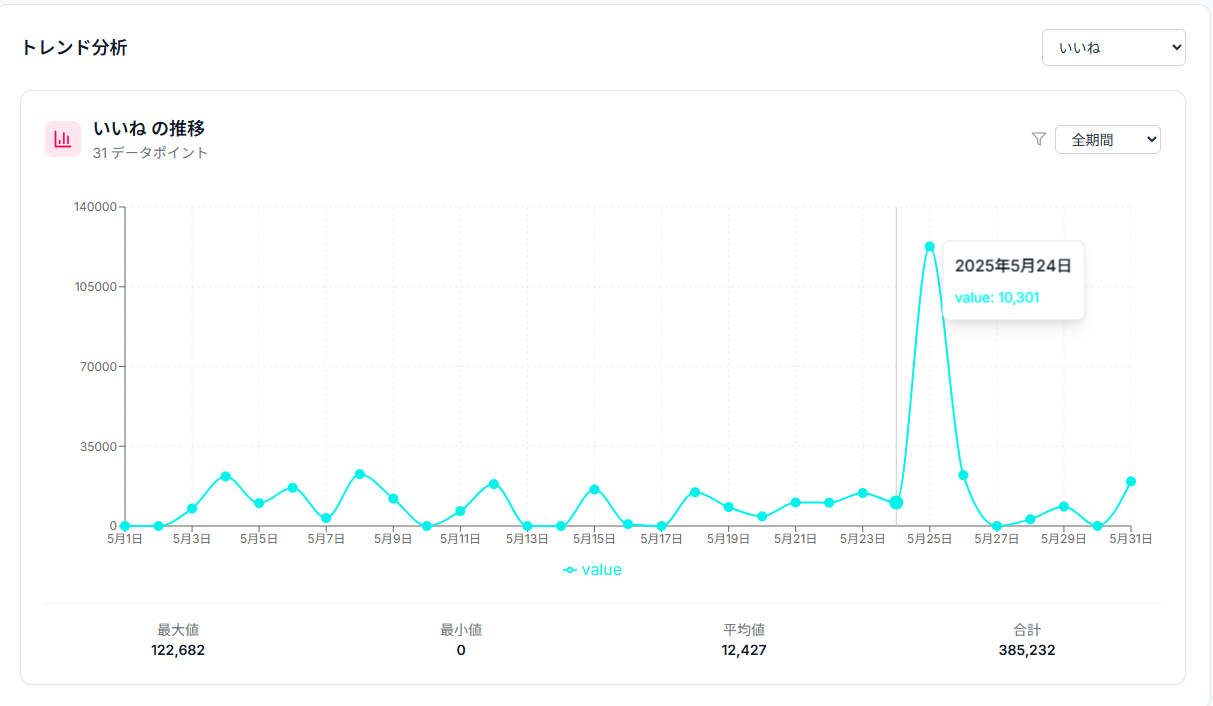 トレンド分析
いいね
いいね の推移
31 データポイント
全期間
140000
105000
70000
35000
0
2025年5月24日
value: 10,301
5月1日 5月3日 5月5日 5月7日 5月9日 5月11日 5月13日 5月15日 5月17日 5月19日 5月21日 5月23日 5月25日 5月27日 5月29日 5月31日
value
最大値 最小値 平均値 合計
122,682 0 12,427 385,232